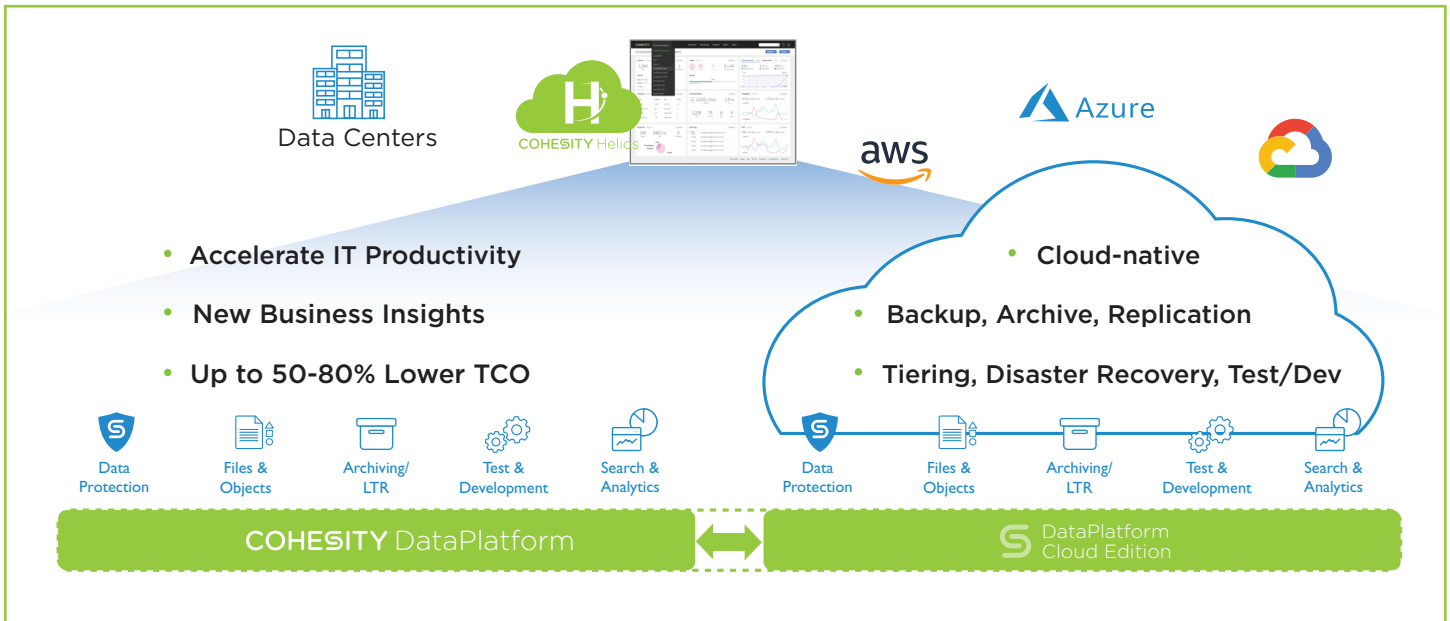 Data Centers
H
COHESITY Helios
COHESITY
aws
Azure
• Accelerate IT Productivity
• New Business Insights
• Up to 50-80% Lower TCO
• Cloud-native
• Backup, Archive, Replication
• Tiering, Disaster Recovery, Test/Dev
Data
Protection
Files &
Objects
Archiving/
LTR
Test &
Development
Search &
Analytics
Data
Protection
Files &
Objects
Archiving/
LTR
Test &
Development
Search &
Analytics
COHESITY DataPlatform
DataPlatform
Cloud Edition